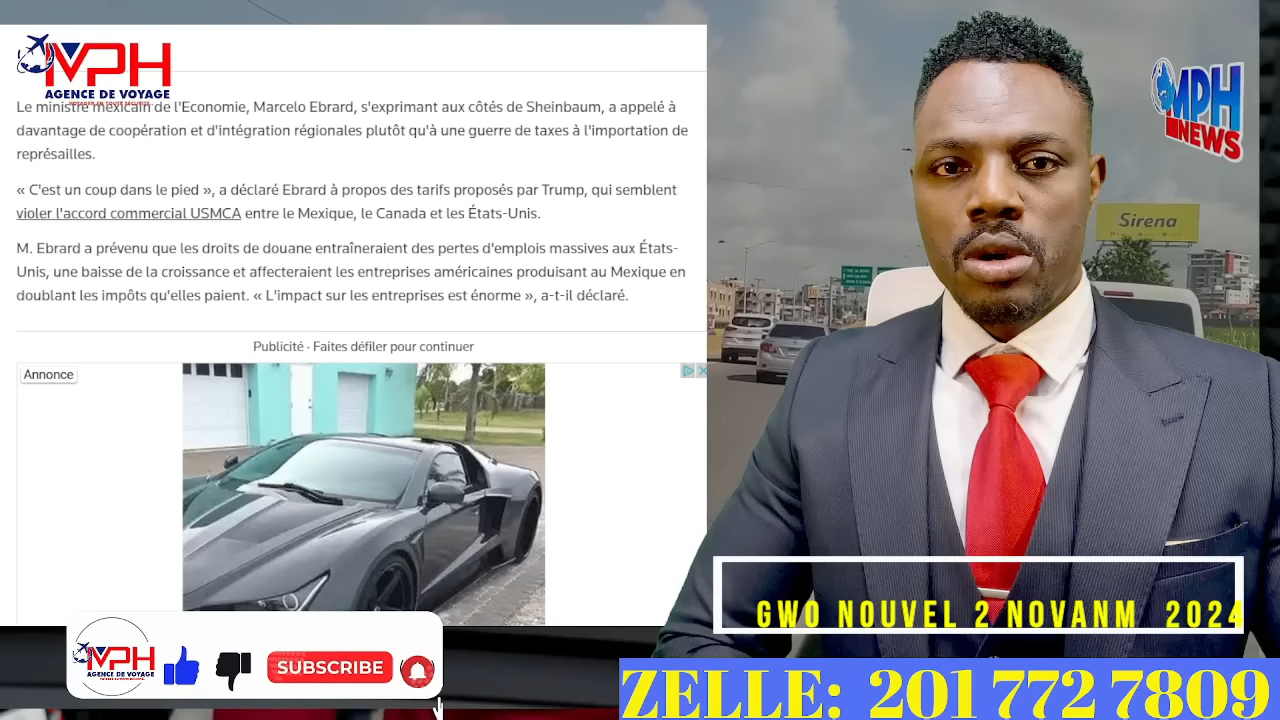 MPH
AGENCE DE VOYAGE
VOYAGER EN TOUTE SÉCURITÉ
Le ministre mexicain de l'Economie, Marcelo Ebrard, s'exprimant aux côtés de Sheinbaum, a appelé à
davantage de coopération et d'intégration régionales plutôt qu'à une guerre de taxes à l'importation de
représailles.
« C'est un coup dans le pied », a déclaré Ebrard à propos des tarifs proposés par Trump, qui semblent
violer l'accord commercial USMCA entre le Mexique, le Canada et les États-Unis.
M. Ebrard a prévenu que les droits de douane entraîneraient des pertes d'emplois massives aux États-
Unis, une baisse de la croissance et affecteraient les entreprises américaines produisant au Mexique en
doublant les impôts qu'elles paient. « L'impact sur les entreprises est énorme », a-t-il déclaré.
Publicité · Faites défiler pour continuer
Annonce
MPH
NEWS
Sirena
GWO NOUVEL 2 NOVANM 2024
MPH
AGENCE DE VOYAGE
SUBSCRIBE
ZELLE: 201 772 7809